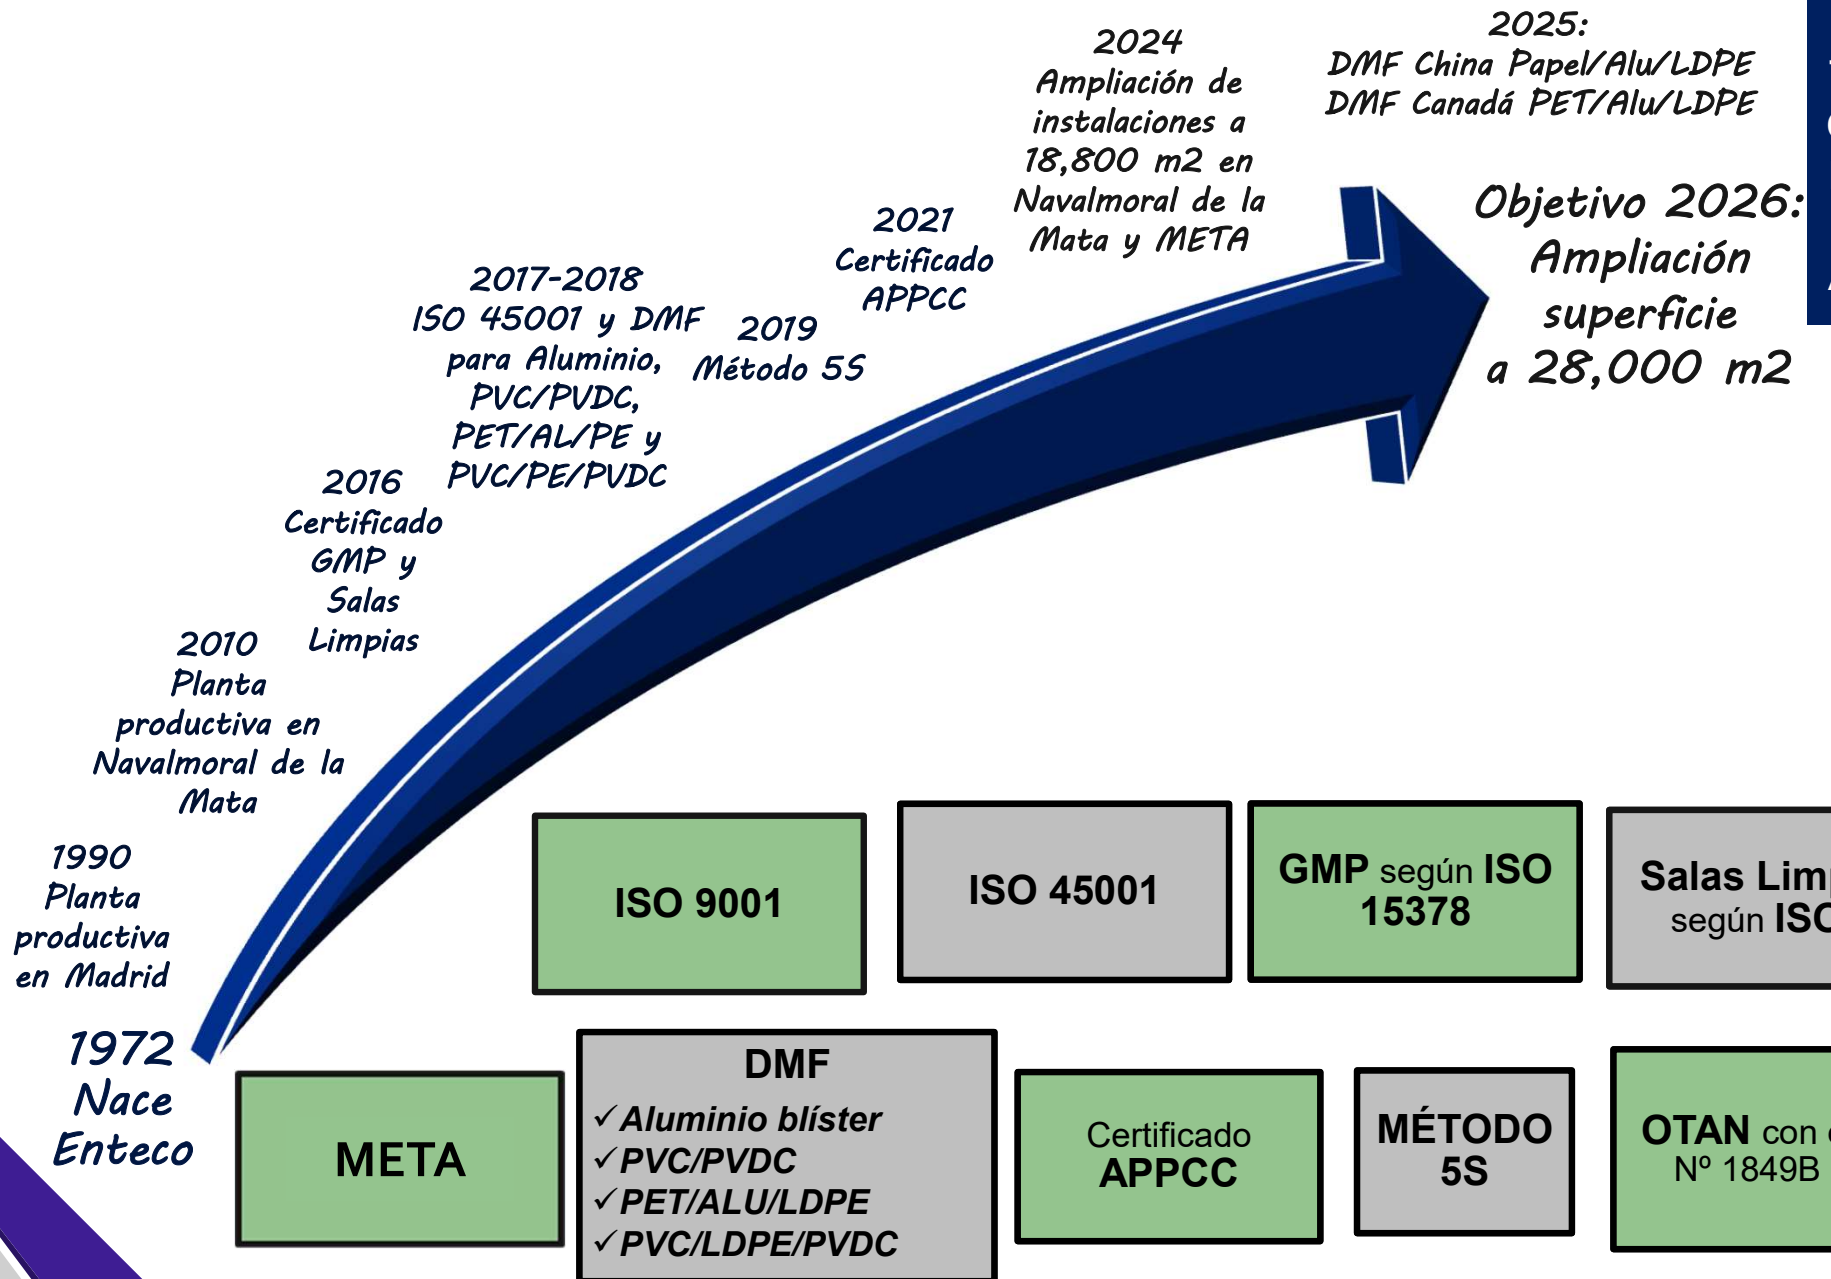 1972
Nace
Enteco
1990
Planta
productiva
en Madrid
2010
Planta
productiva en
Navalmoral de la
Mata
2016
Certificado
GMP y
Salas
Limpias
2017-2018
ISO 45001 y DMF
para Aluminio,
PVC/PVDC,
PET/AL/PE y
PVC/PE/PVDC
2019
Método 5S
2021
Certificado
APPCC
2024
Ampliación de
instalaciones a
18,800 m2 en
Navalmoral de la
Mata y META
2025:
DMF China Papel/Alu/LDPE
DMF Canadá PET/Alu/LDPE
Objetivo 2026:
Ampliación
superficie
a 28,000 m2
ISO 9001
ISO 45001
GMP según ISO
15378
Salas
según
META
DMF
✓Aluminio blíster
✓PVC/PVDC
✓PET/ALU/LDPE
✓PVC/LDPE/PVDC
Certificado
APPCC
MÉTODO
5S
OTAN con
Nº 1849B